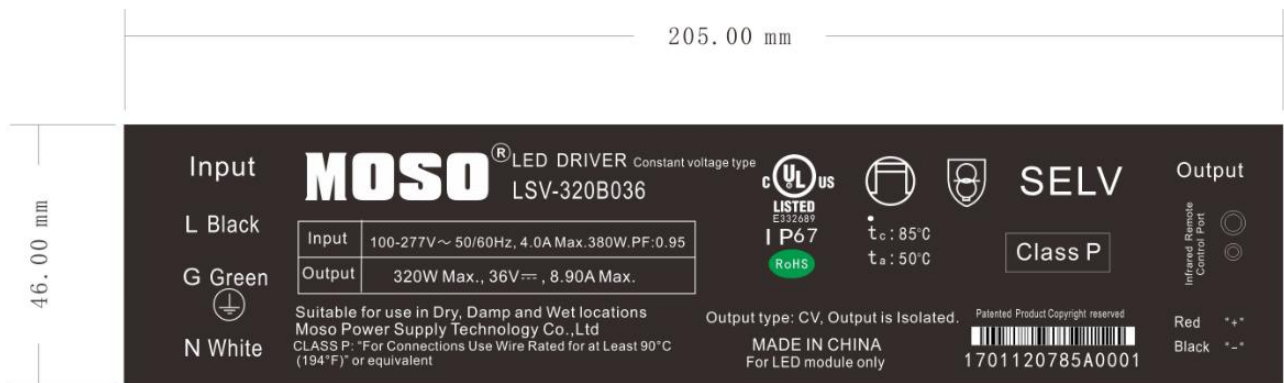 205.00 mm
46.00 mm
Input
L Black
G Green
N White
MOSO® LED DRIVER Constant voltage type
LSV-320B036
Input 100-277V～ 50/60Hz, 4.0A Max.380W.PF:0.95
Output 320W Max., 36V⎓, 8.90A Max.
Suitable for use in Dry, Damp and Wet locations
Moso Power Supply Technology Co.,Ltd
CLASS P: "For Connections Use Wire Rated for at Least 90°C
(194°F)" or equivalent
C UL US
LISTED
E332689
IP67
RoHS
tc:85°C
ta:50°C
SELV
Class P
Output type: CV, Output is Isolated.
MADE IN CHINA
For LED module only
Patented Product Copyright reserved
1701120785A0001
Output
Infrared Remote
Control Port
Red "+"
Black "-"